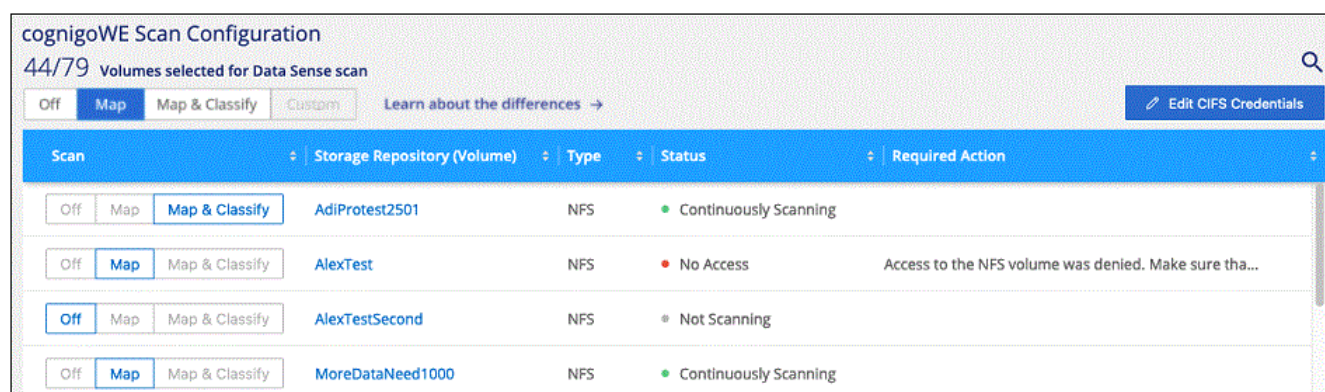 cognigoWE Scan Configuration
44/79 Volumes selected for Data Sense scan
Off Map Map & Classify Custom Learn about the differences → Edit CIFS Credentials
Scan Storage Repository (Volume) Type Status Required Action
Off Map Map & Classify AdiProtest2501 NFS Continuously Scanning
Off Map Map & Classify AlexTest NFS No Access Access to the NFS volume was denied. Make sure tha...
Off Map Map & Classify AlexTestSecond NFS Not Scanning
Off Map Map & Classify MoreDataNeed1000 NFS Continuously Scanning